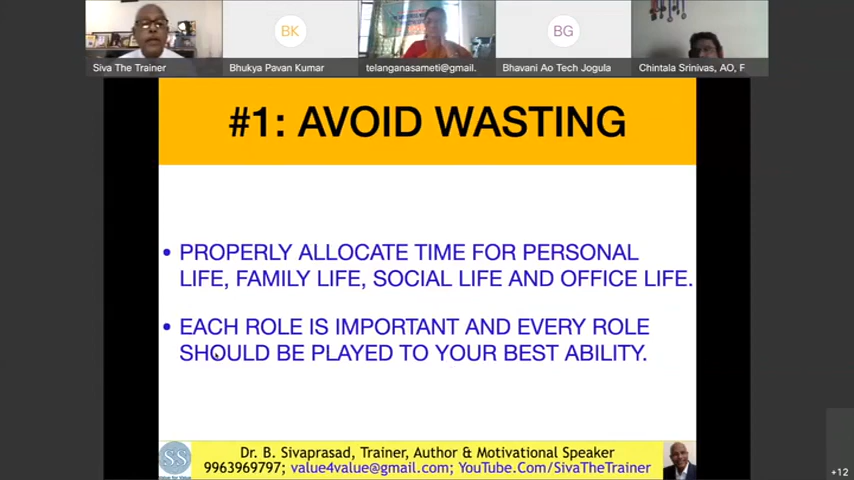 BK
BG
Siva The Trainer
Bhukya Pavan Kumar
telanganasameti@gmail.
Bhavani Ao Tech Jogula
Chintala Srinivas, AO, F
#1: AVOID WASTING
• PROPERLY ALLOCATE TIME FOR PERSONAL
LIFE, FAMILY LIFE, SOCIAL LIFE AND OFFICE LIFE.
• EACH ROLE IS IMPORTANT AND EVERY ROLE
SHOULD BE PLAYED TO YOUR BEST ABILITY.
Dr. B. Sivaprasad, Trainer, Author & Motivational Speaker
9963969797; value4value@gmail.com; YouTube.Com/SivaTheTrainer
+12